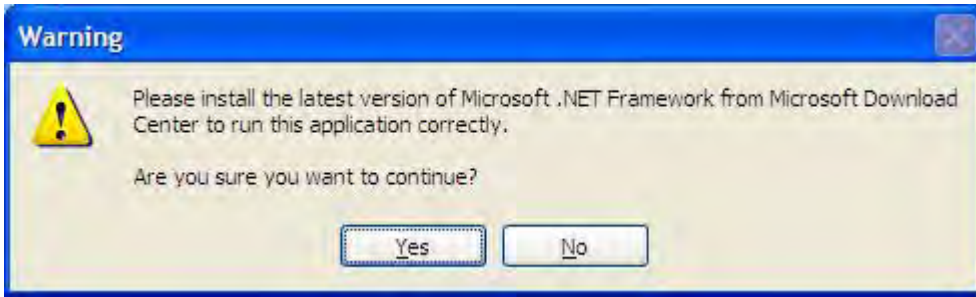 Warning
Please install the latest version of Microsoft .NET Framework from Microsoft Download
Center to run this application correctly.
Are you sure you want to continue?
Yes
No